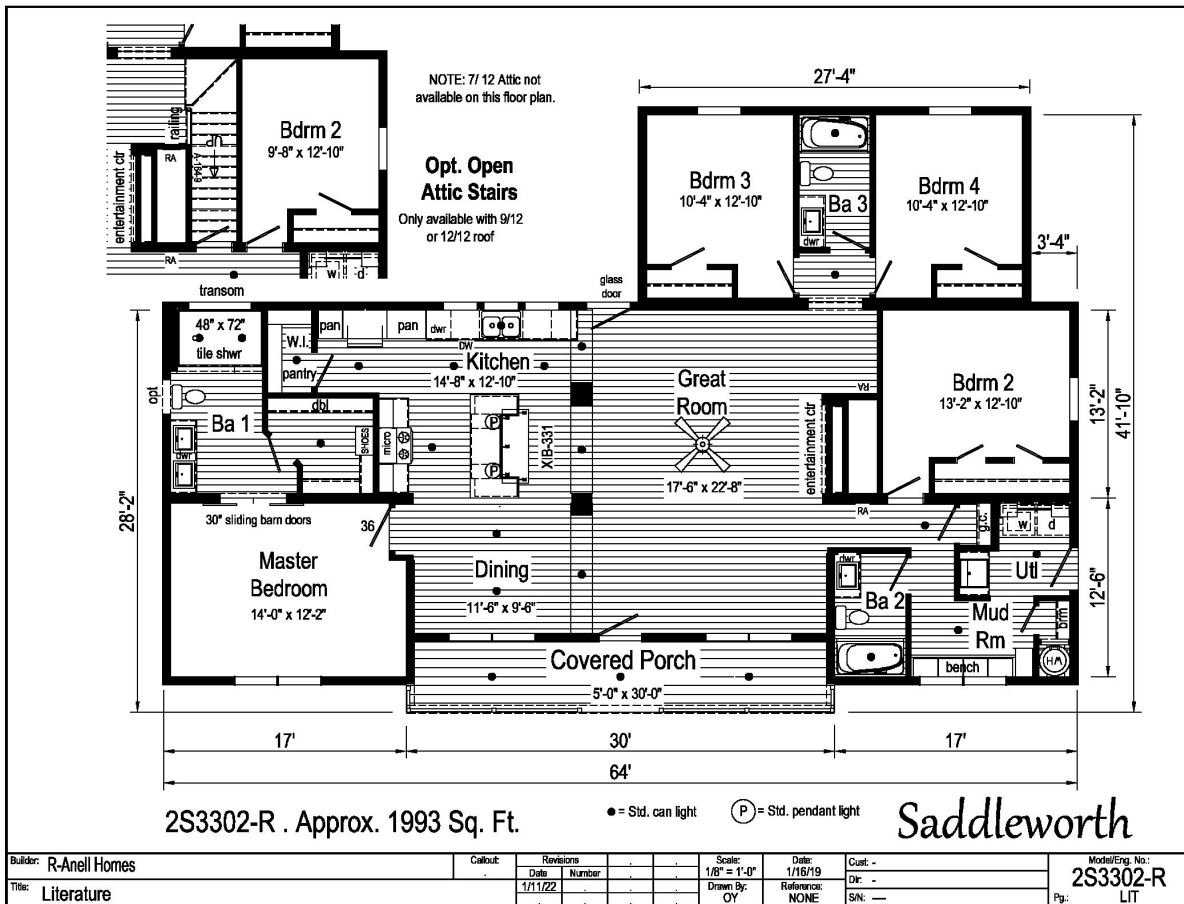 NOTE: 7/ 12 Attic not
available on this floor plan.
Opt. Open
Attic Stairs
Only available with 9/12
or 12/12 roof
railing
UP
RA
entertainment ctr
Bdrm 2
9'-8" x 12'-10"
RA
w d
transom
27'-4"
Bdrm 3
10'-4" x 12'-10"
Ba 3
dwr
Bdrm 4
10'-4" x 12'-10"
3'-4"
glass
door
48" x 72"
tile shwr
W.I.
pantry
pan
pan
dwr
DW
Kitchen
14'-8" x 12'-10"
Great
Room
17'-6" x 22'-8"
RA
entertainment ctr
Bdrm 2
13'-2" x 12'-10"
13'-2"
41'-10"
opt
Ba 1
dwr
dbl
SHOES
micro
P
P
XIB-331
28'-2"
30" sliding barn doors
36
Master
Bedroom
14'-0" x 12'-2"
Dining
11'-6" x 9'-6"
RA
g.c.
w d
Utl
dwr
Ba 2
Mud
Rm
brm
HW
bench
12'-6"
Covered Porch
5'-0" x 30'-0"
17'
30'
17'
64'
2S3302-R . Approx. 1993 Sq. Ft.
= Std. can light
P = Std. pendant light
Saddleworth
Builder: R-Anell Homes
Title: Literature
Callout:
Revisions
Date Number
1/11/22
Scale:
1/8" = 1'-0"
Drawn By:
OY
Date:
1/16/19
Reference:
NONE
Cust: -
Dlr: -
S/N: —
Model/Eng. No.:
2S3302-R
Pg.: LIT